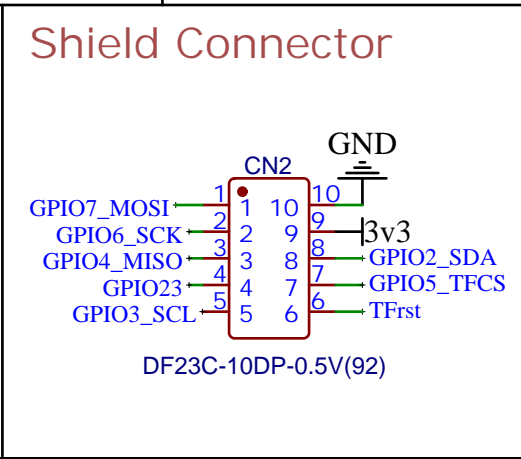 Shield Connector
GND
CN2
1 10
GPIO7_MOSI 1 10
2 9
GPIO6_SCK 2 9 3v3
3 8
GPIO4_MISO 3 8 GPIO2_SDA
4 7
GPIO23 4 7 GPIO5_TFCS
5 6
GPIO3_SCL 5 6 TFrst
DF23C-10DP-0.5V(92)